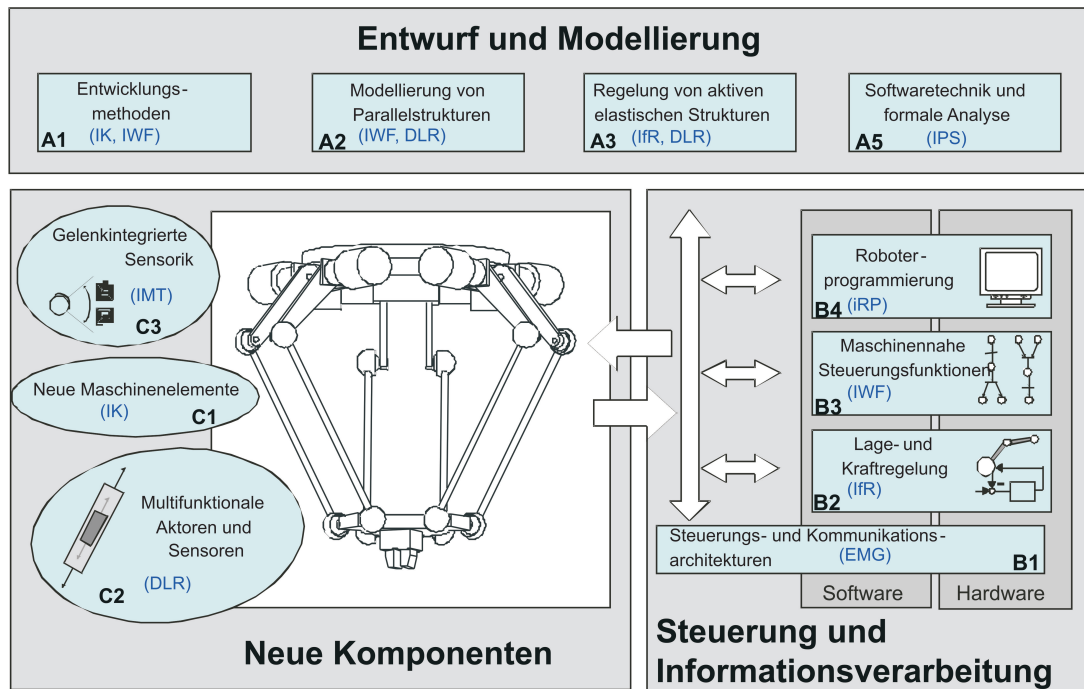 Entwurf und Modellierung
Entwicklungs-
methoden
A1 (IK, IWF)
Modellierung von
Parallelstrukturen
A2 (IWF, DLR)
Regelung von aktiven
elastischen Strukturen
A3 (IfR, DLR)
Softwaretechnik und
formale Analyse
A5 (IPS)
Gelenkintegrierte
Sensorik
(IMT)
C3
Neue Maschinenelemente
(IK) C1
Multifunktionale
Aktoren und
Sensoren
C2 (DLR)
Neue Komponenten
Roboter-
programmierung
B4 (iRP)
Maschinennahe
Steuerungsfunktionen
(IWF)
B3
Lage- und
Kraftregelung
(IfR)
B2
Steuerungs- und Kommunikations-
architekturen (EMG) B1
Software
Hardware
Steuerung und
Informationsverarbeitung